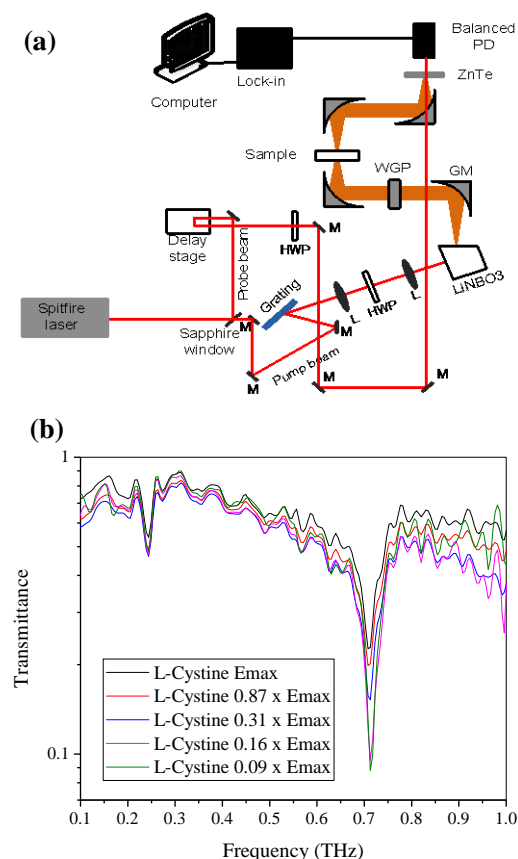 (a)
Balanced
PD
Lock-in
Computer
ZnTe
Sample
WGP
GM
Delay
stage
HWP
M
Probe beam
LiNBO3
Grating
L
HWP
L
Spitfire
laser
M
M
Sapphire
window
Pump beam
M
M
M
(b)
1
0.1
Transmittance
L-Cystine Emax
L-Cystine 0.87 x Emax
L-Cystine 0.31 x Emax
L-Cystine 0.16 x Emax
L-Cystine 0.09 x Emax
0.1 0.2 0.3 0.4 0.5 0.6 0.7 0.8 0.9 1.0
Frequency (THz)